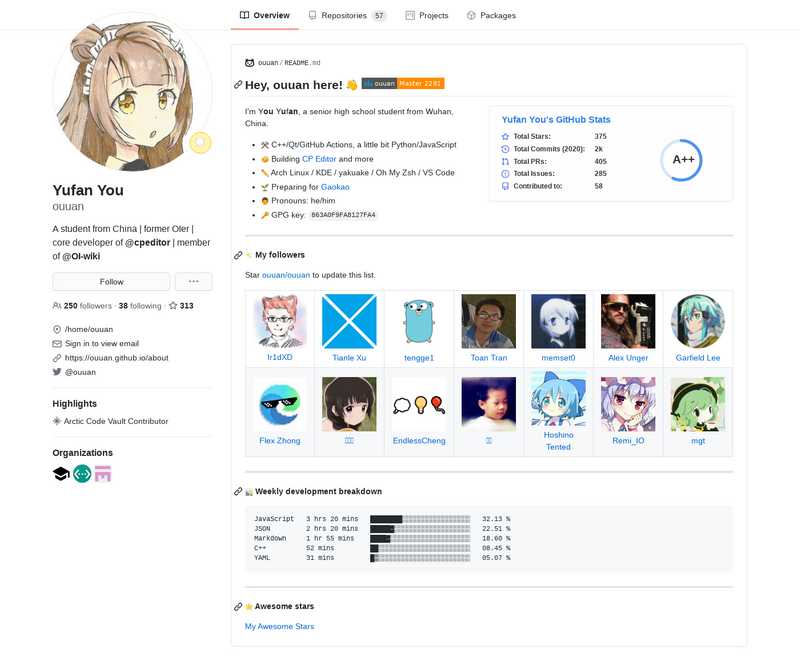 Overview
Repositories 57
Projects
Packages
Yufan You
ouuan
A student from China | former OIer |
core developer of @cpeditor | member
of @OI-wiki
Follow
250 followers · 38 following · 313
/home/ouuan
Sign in to view email
https://ouuan.github.io/about
@ouuan
Highlights
Arctic Code Vault Contributor
Organizations
ouuan / README.md
Hey, ouuan here! 👋 ouuan Master 2281
I'm You Yufan, a senior high school student from Wuhan,
China.
C++/Qt/GitHub Actions, a little bit Python/JavaScript
Building CP Editor and more
Arch Linux / KDE / yakuake / Oh My Zsh / VS Code
Preparing for Gaokao
Pronouns: he/him
GPG key: 863A0F9FA8127FA4
Yufan You's GitHub Stats
Total Stars: 375
Total Commits (2020): 2k
Total PRs: 405
Total Issues: 285
Contributed to: 58
A++
My followers
Star ouuan/ouuan to update this list.
Ir1dXD
Tianle Xu
tengge1
Toan Tran
memset0
Alex Unger
Garfield Lee
Flex Zhong
EndlessCheng
Hoshino
Tented
Remi_IO
mgt
Weekly development breakdown
JavaScript 3 hrs 20 mins 32.13 %
JSON 2 hrs 20 mins 22.51 %
Markdown 1 hr 55 mins 18.60 %
C++ 52 mins 08.45 %
YAML 31 mins 05.07 %
Awesome stars
My Awesome Stars